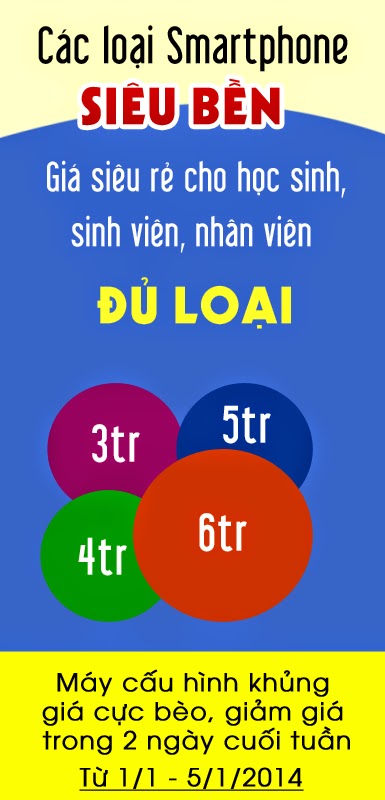 Các loại Smartphone
SIÊU BỀN
Giá siêu rẻ cho học sinh,
sinh viên, nhân viên
ĐỦ LOẠI
3tr
5tr
4tr
6tr
Máy cấu hình khủng
giá cực bèo, giảm giá
trong 2 ngày cuối tuần
Từ 1/1 - 5/1/2014